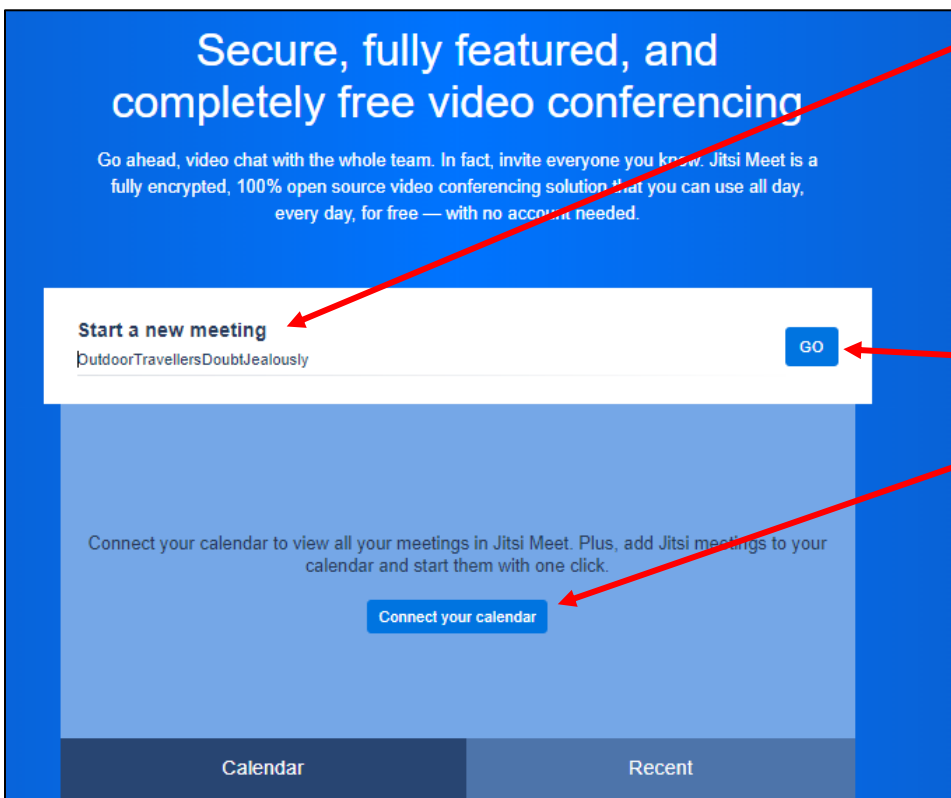 Secure, fully featured, and
completely free video conferencing
Go ahead, video chat with the whole team. In fact, invite everyone you know. Jitsi Meet is a
fully encrypted, 100% open source video conferencing solution that you can use all day,
every day, for free — with no account needed.
Start a new meeting
OutdoorTravellersDoubtJealously
GO
Connect your calendar to view all your meetings in Jitsi Meet. Plus, add Jitsi meetings to your
calendar and start them with one click.
Connect your calendar
Calendar
Recent